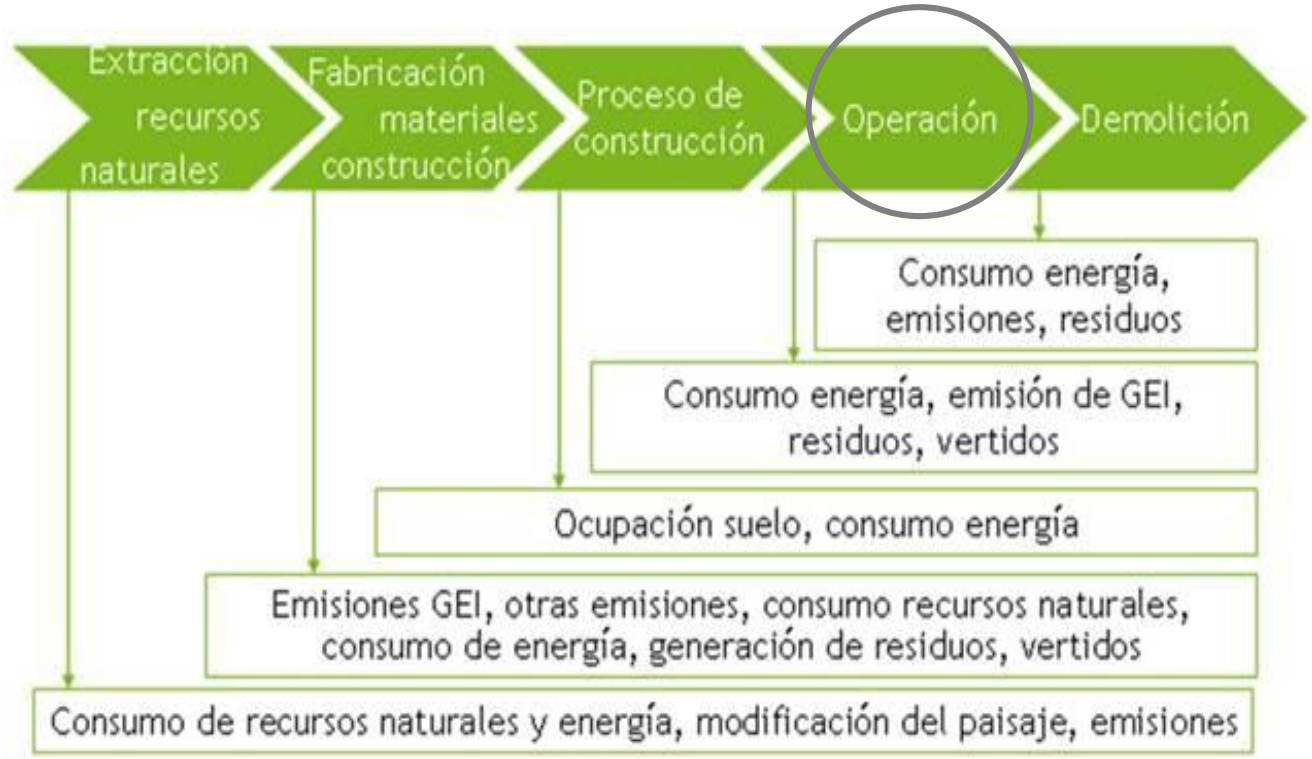 Extracción
recursos
naturales
Fabricación
materiales
construcción
Proceso de
construcción
Operación
Demolición
Consumo energía,
emisiones, residuos
Consumo energía, emisión de GEI,
residuos, vertidos
Ocupación suelo, consumo energía
Emisiones GEI, otras emisiones, consumo recursos naturales,
consumo de energía, generación de residuos, vertidos
Consumo de recursos naturales y energía, modificación del paisaje, emisiones